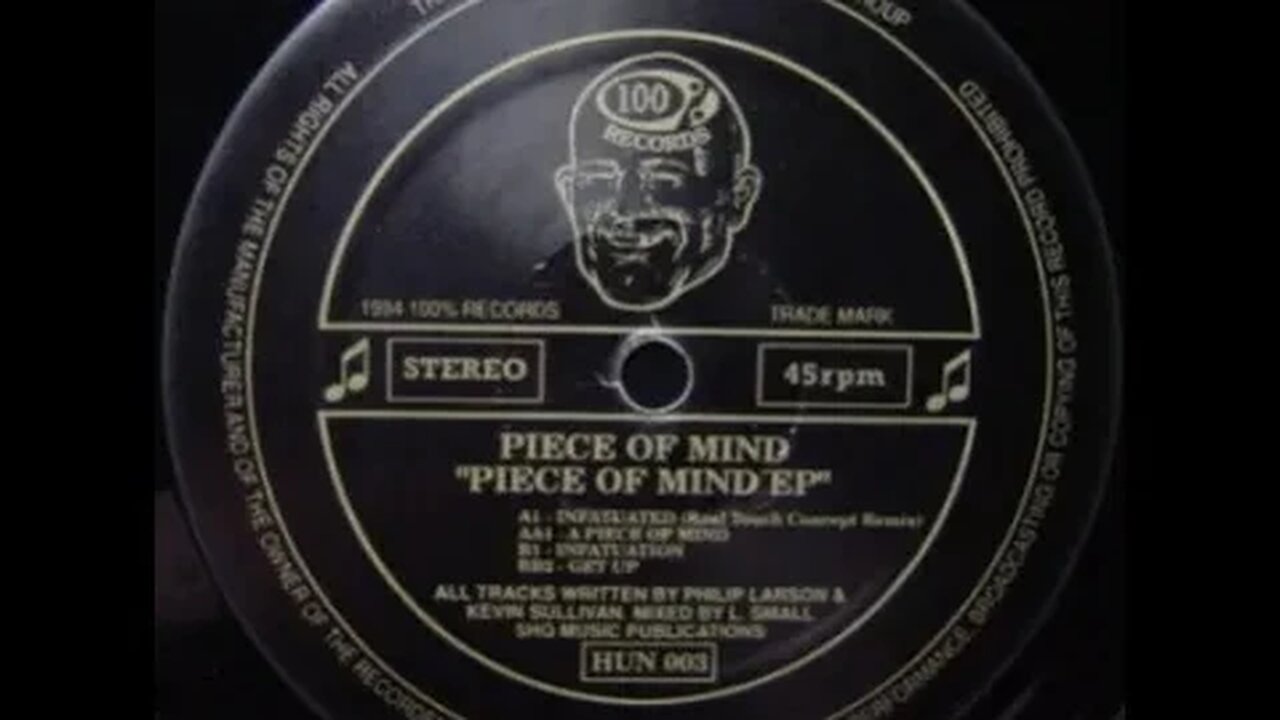 100%
RECORDS
1994 100% RECORDS
TRADE MARK
STEREO
45rpm
PIECE OF MIND
"PIECE OF MIND EP"
A1 - INFATUATED (Real Touch Concept Remix)
AA1 - A PIECE OF MIND
B1 - INFATUATION
BB2 - GET UP
ALL TRACKS WRITTEN BY PHILIP LARSON &
KEVIN SULLIVAN. MIXED BY L. SMALL
SHO MUSIC PUBLICATIONS
HUN 003
ALL RIGHTS OF THE MANUFACTURER AND OF THE OWNER OF THE RECORDED
PERFORMANCE, BROADCASTING OR COPYING OF THIS RECORD PROHIBITED